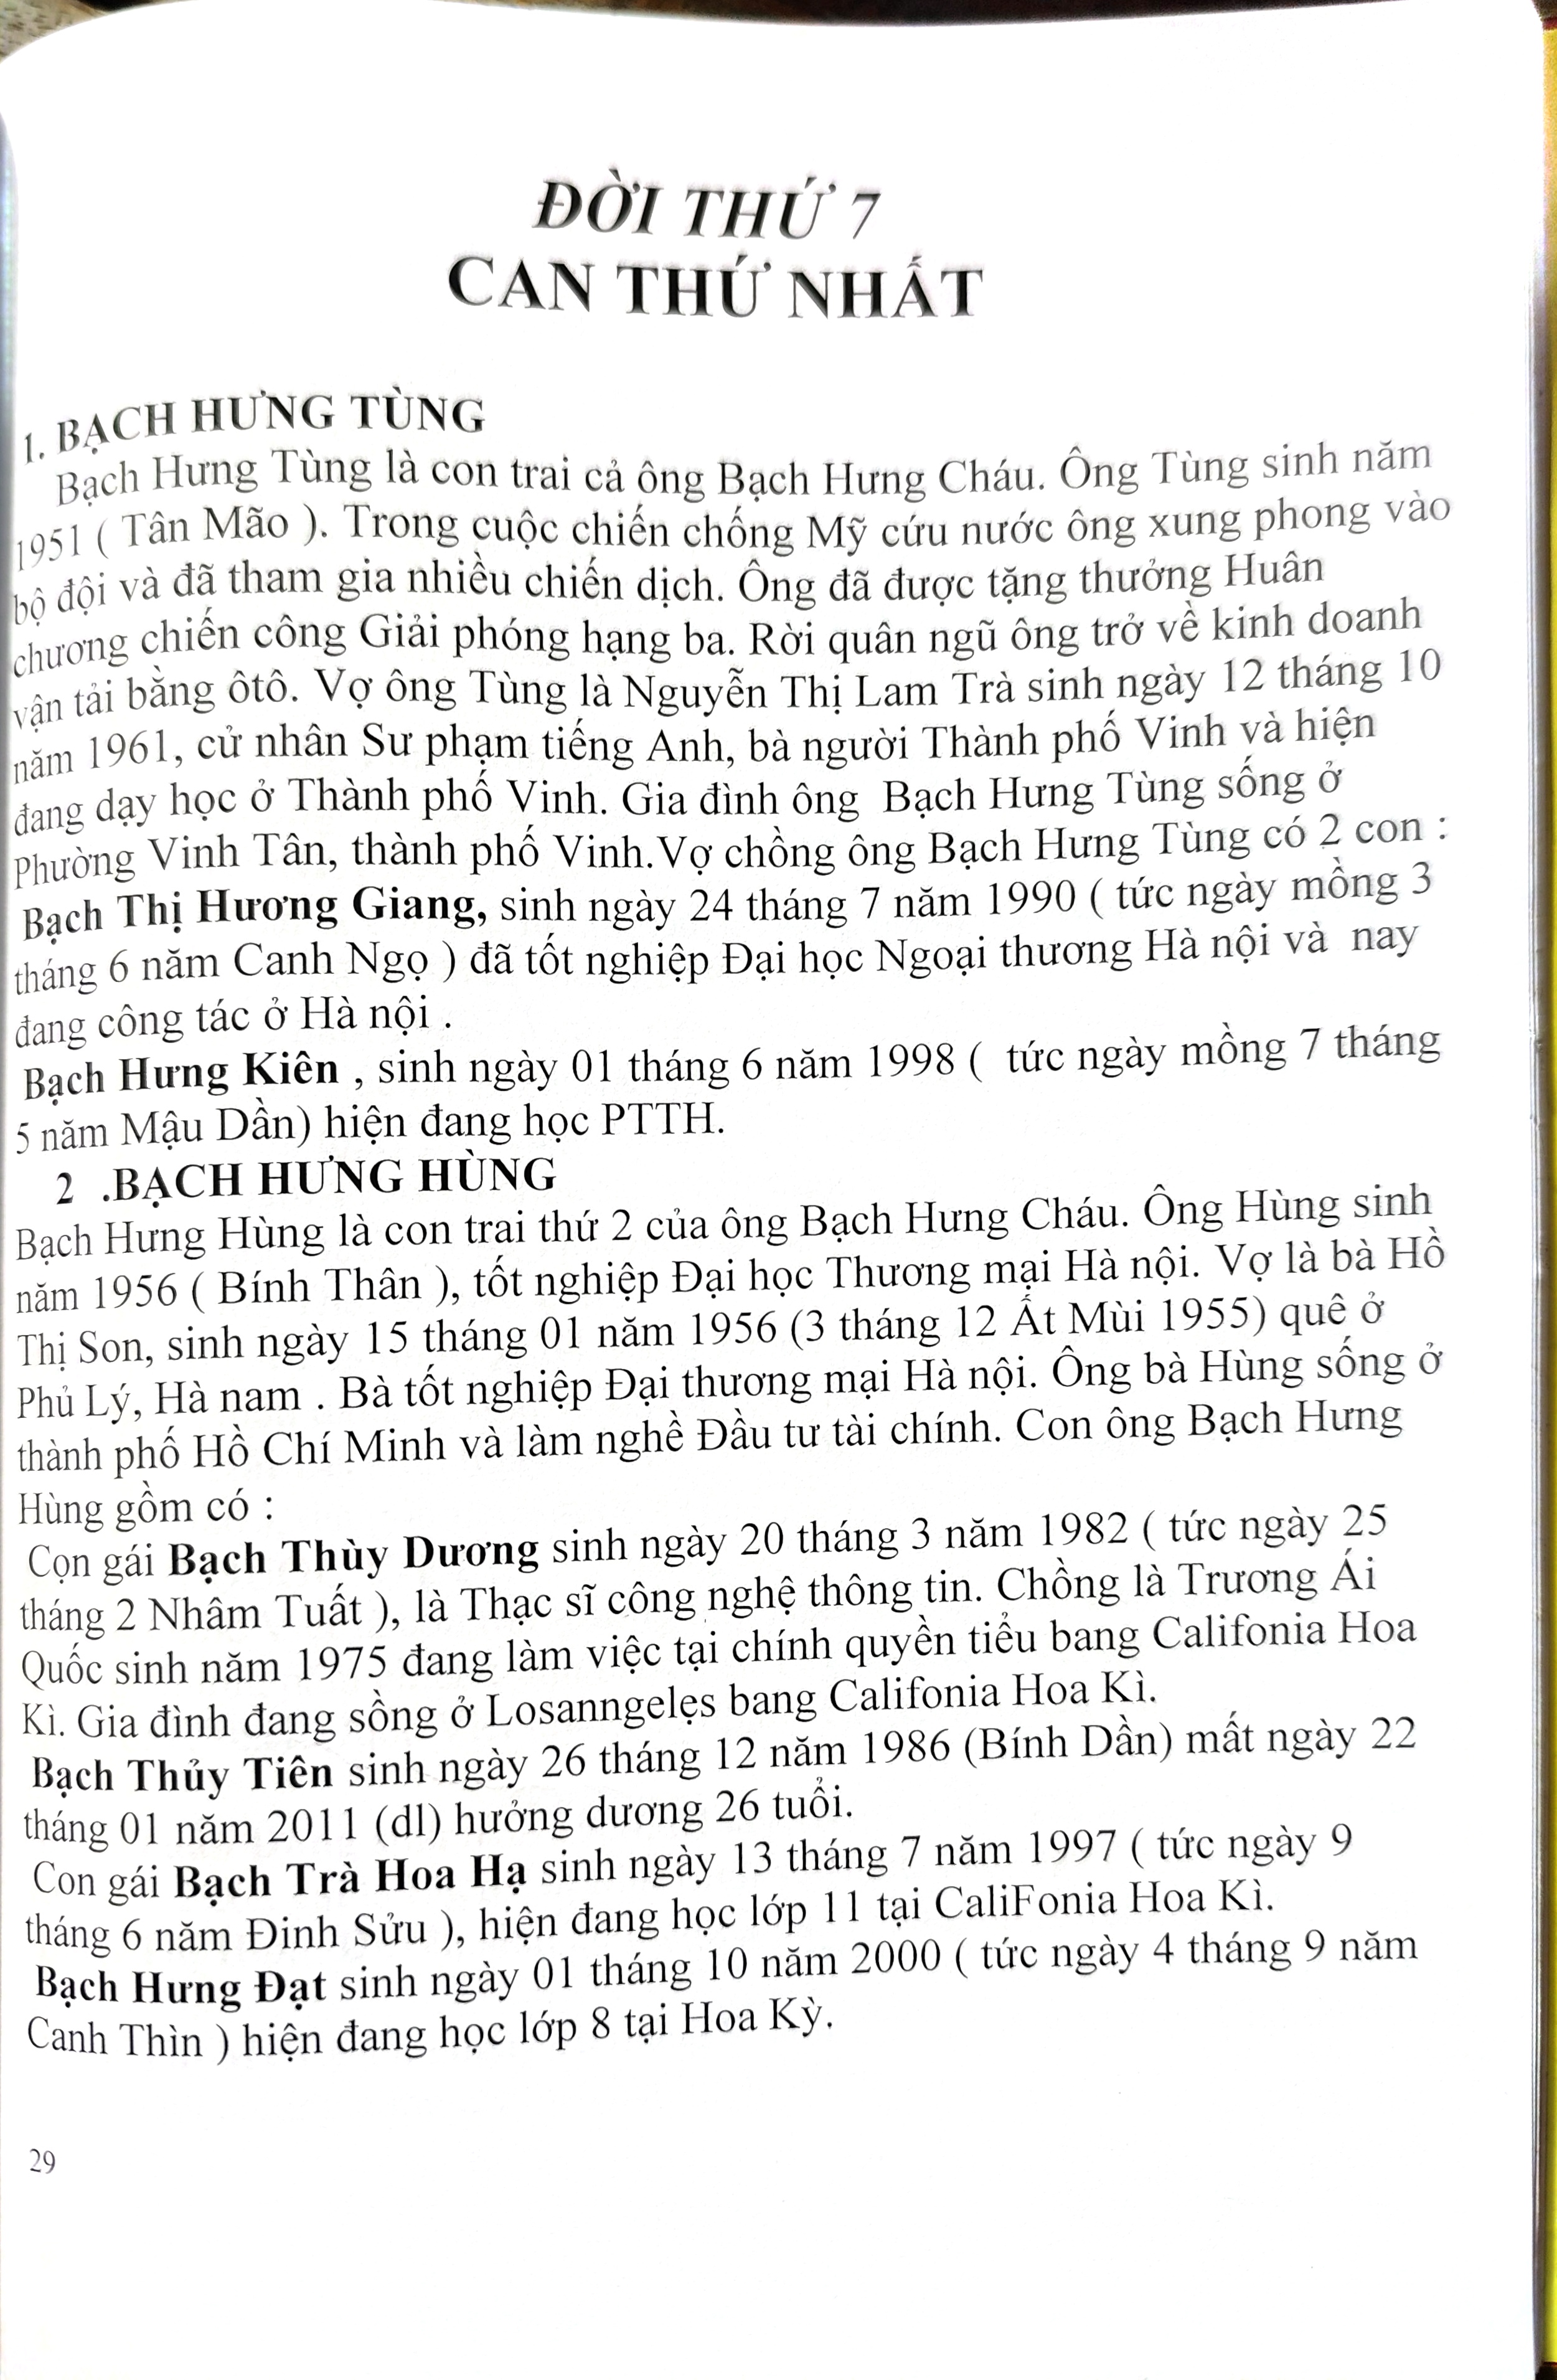 ĐỜI THỨ 7
CAN THỨ NHẤT
1. BẠCH HƯNG TÙNG
Bạch Hưng Tùng là con trai cả ông Bạch Hưng Cháu. Ông Tùng sinh năm
1951 ( Tân Mão ). Trong cuộc chiến chống Mỹ cứu nước ông xung phong vào
bộ đội và đã tham gia nhiều chiến dịch. Ông đã được tặng thưởng Huân
chương chiến công Giải phóng hạng ba. Rời quân ngũ ông trở về kinh doanh
vận tải bằng ôtô. Vợ ông Tùng là Nguyễn Thị Lam Trà sinh ngày 12 tháng 10
năm 1961, cử nhân Sư phạm tiếng Anh, bà người Thành phố Vinh và hiện
đang dạy học ở Thành phố Vinh. Gia đình ông Bạch Hưng Tùng sống ở
Phường Vinh Tân, thành phố Vinh.Vợ chồng ông Bạch Hưng Tùng có 2 con :
Bạch Thị Hương Giang, sinh ngày 24 tháng 7 năm 1990 ( tức ngày mồng 3
tháng 6 năm Canh Ngọ ) đã tốt nghiệp Đại học Ngoại thương Hà nội và nay
đang công tác ở Hà nội .
Bạch Hưng Kiên , sinh ngày 01 tháng 6 năm 1998 ( tức ngày mồng 7 tháng
5 năm Mậu Dần) hiện đang học PTTH.
2 .BẠCH HƯNG HÙNG
Bạch Hưng Hùng là con trai thứ 2 của ông Bạch Hưng Cháu. Ông Hùng sinh
năm 1956 ( Bính Thân ), tốt nghiệp Đại học Thương mại Hà nội. Vợ là bà Hồ
Thị Son, sinh ngày 15 tháng 01 năm 1956 (3 tháng 12 Ất Mùi 1955) quê ở
Phủ Lý, Hà nam . Bà tốt nghiệp Đại thương mại Hà nội. Ông bà Hùng sống ở
thành phố Hồ Chí Minh và làm nghề Đầu tư tài chính. Con ông Bạch Hưng
Hùng gồm có :
Cọn gái Bạch Thùy Dương sinh ngày 20 tháng 3 năm 1982 ( tức ngày 25
tháng 2 Nhâm Tuất ), là Thạc sĩ công nghệ thông tin. Chồng là Trương Ái
Quốc sinh năm 1975 đang làm việc tại chính quyền tiểu bang Califonia Hoa
Kì. Gia đình đang sồng ở Losanngelẹs bang Califonia Hoa Kì.
Bạch Thủy Tiên sinh ngày 26 tháng 12 năm 1986 (Bính Dần) mất ngày 22
tháng 01 năm 2011 (dl) hưởng dương 26 tuổi.
Con gái Bạch Trà Hoa Hạ sinh ngày 13 tháng 7 năm 1997 ( tức ngày 9
tháng 6 năm Đinh Sửu ), hiện đang học lớp 11 tại CaliFonia Hoa Kì.
Bạch Hưng Đạt sinh ngày 01 tháng 10 năm 2000 ( tức ngày 4 tháng 9 năm
Canh Thìn ) hiện đang học lớp 8 tại Hoa Kỳ.
29